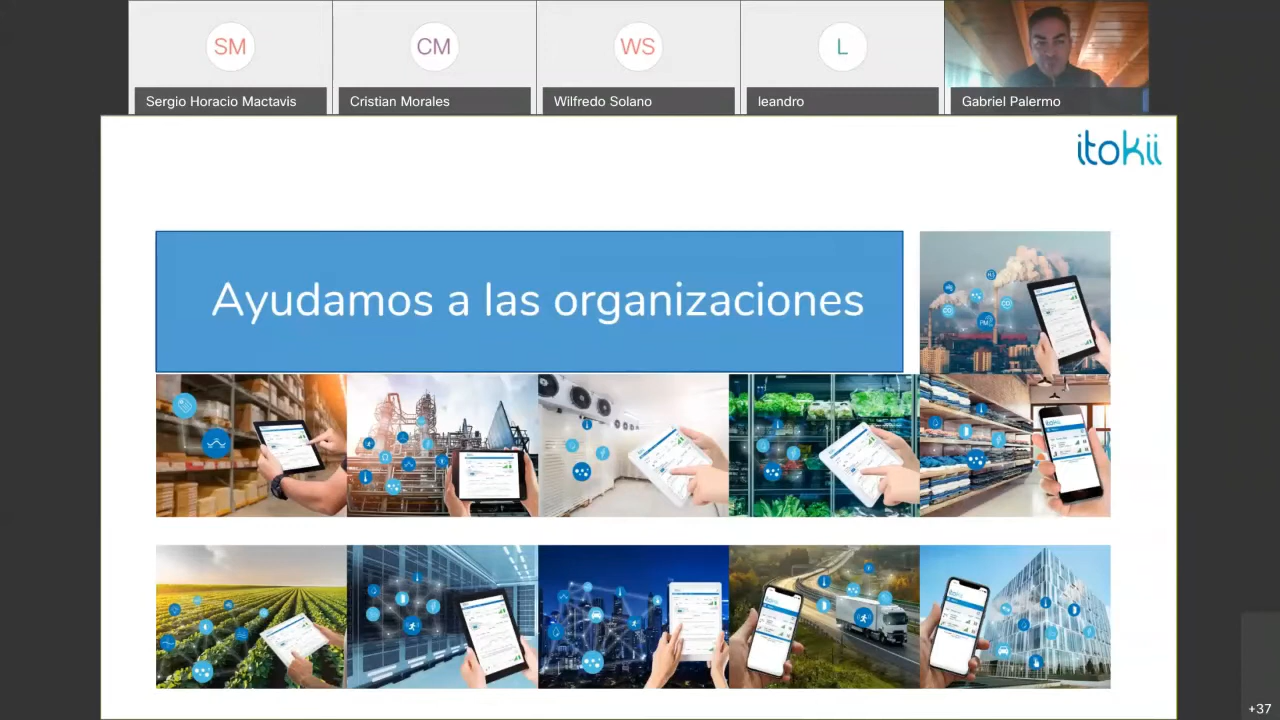 SM
CM
WS
L
Sergio Horacio Mactavis
Cristian Morales
Wilfredo Solano
leandro
Gabriel Palermo
itokii
Ayudamos a las organizaciones
+37